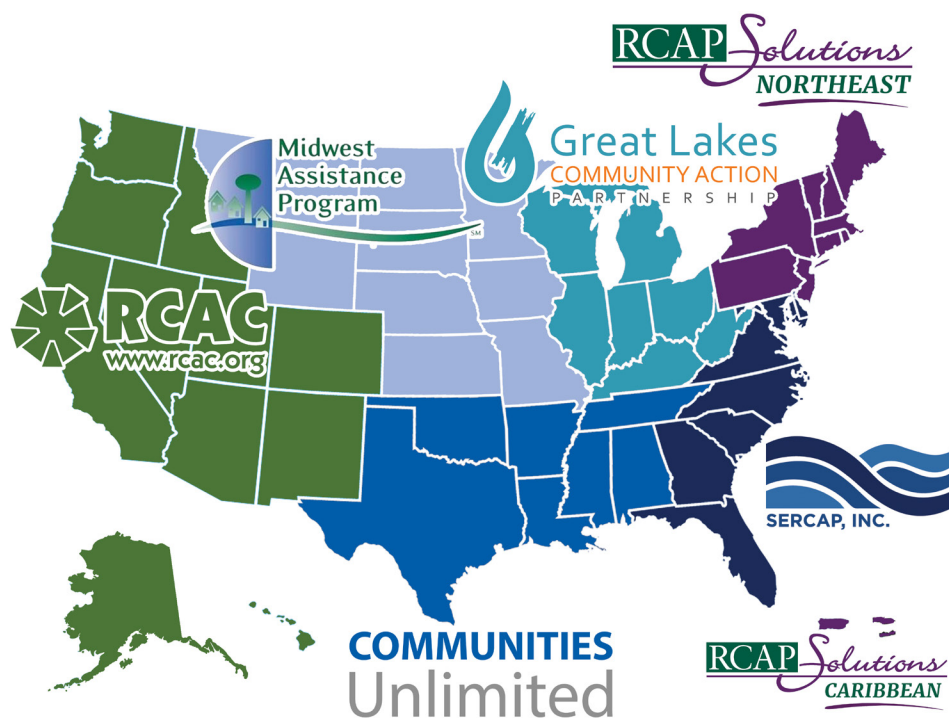 RCAP Solutions
NORTHEAST
Midwest
Assistance
Program
SM
Great Lakes
COMMUNITY ACTION
PARTNERSHIP
RCAC
www.rcac.org
SERCAP, INC.
COMMUNITIES
Unlimited
RCAP Solutions
CARIBBEAN